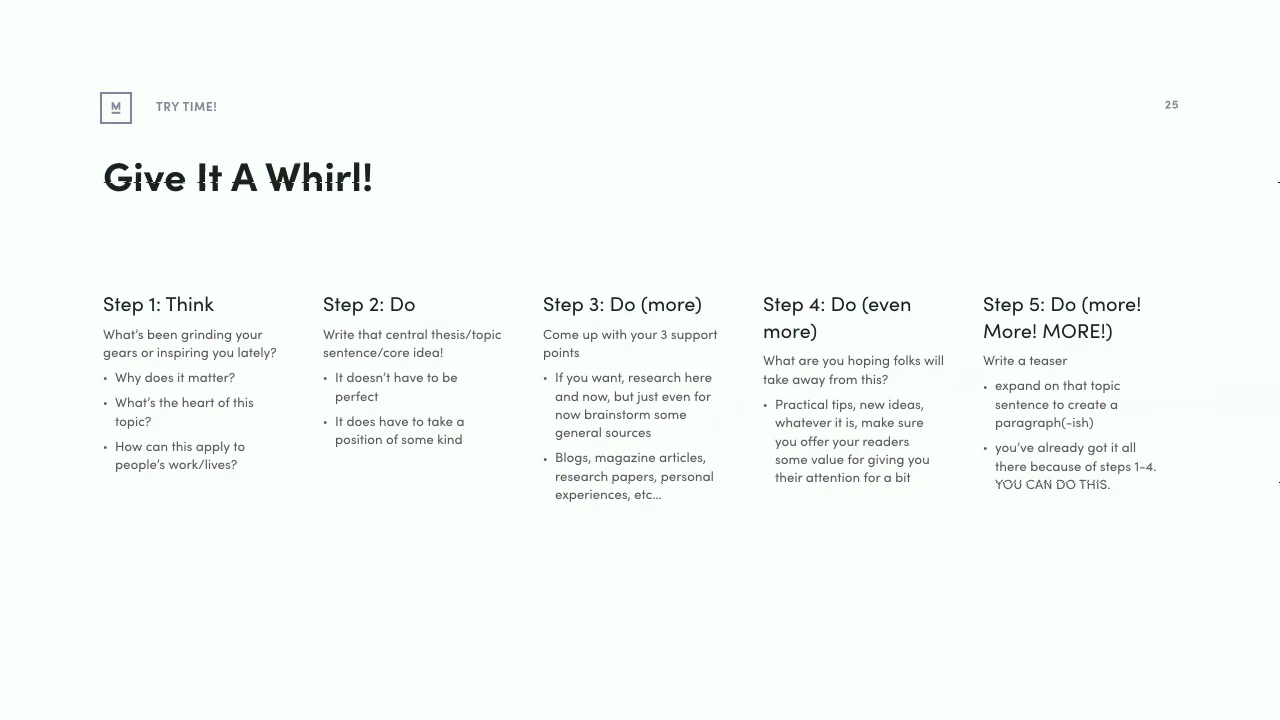 M
TRY TIME!
25
Give It A Whirl!
Step 1: Think
What's been grinding your
gears or inspiring you lately?
• Why does it matter?
• What's the heart of this
topic?
• How can this apply to
people's work/lives?
Step 2: Do
Write that central thesis/topic
sentence/core idea!
• It doesn't have to be
perfect
• It does have to take a
position of some kind
Step 3: Do (more)
Come up with your 3 support
points
• If you want, research here
and now, but just even for
now brainstorm some
general sources
• Blogs, magazine articles,
research papers, personal
experiences, etc...
Step 4: Do (even
more)
What are you hoping folks will
take away from this?
• Practical tips, new ideas,
whatever it is, make sure
you offer your readers
some value for giving you
their attention for a bit
Step 5: Do (more!
More! MORE!)
Write a teaser
• expand on that topic
sentence to create a
paragraph(-ish)
• you've already got it all
there because of steps 1-4.
YOU CAN DO THIS.